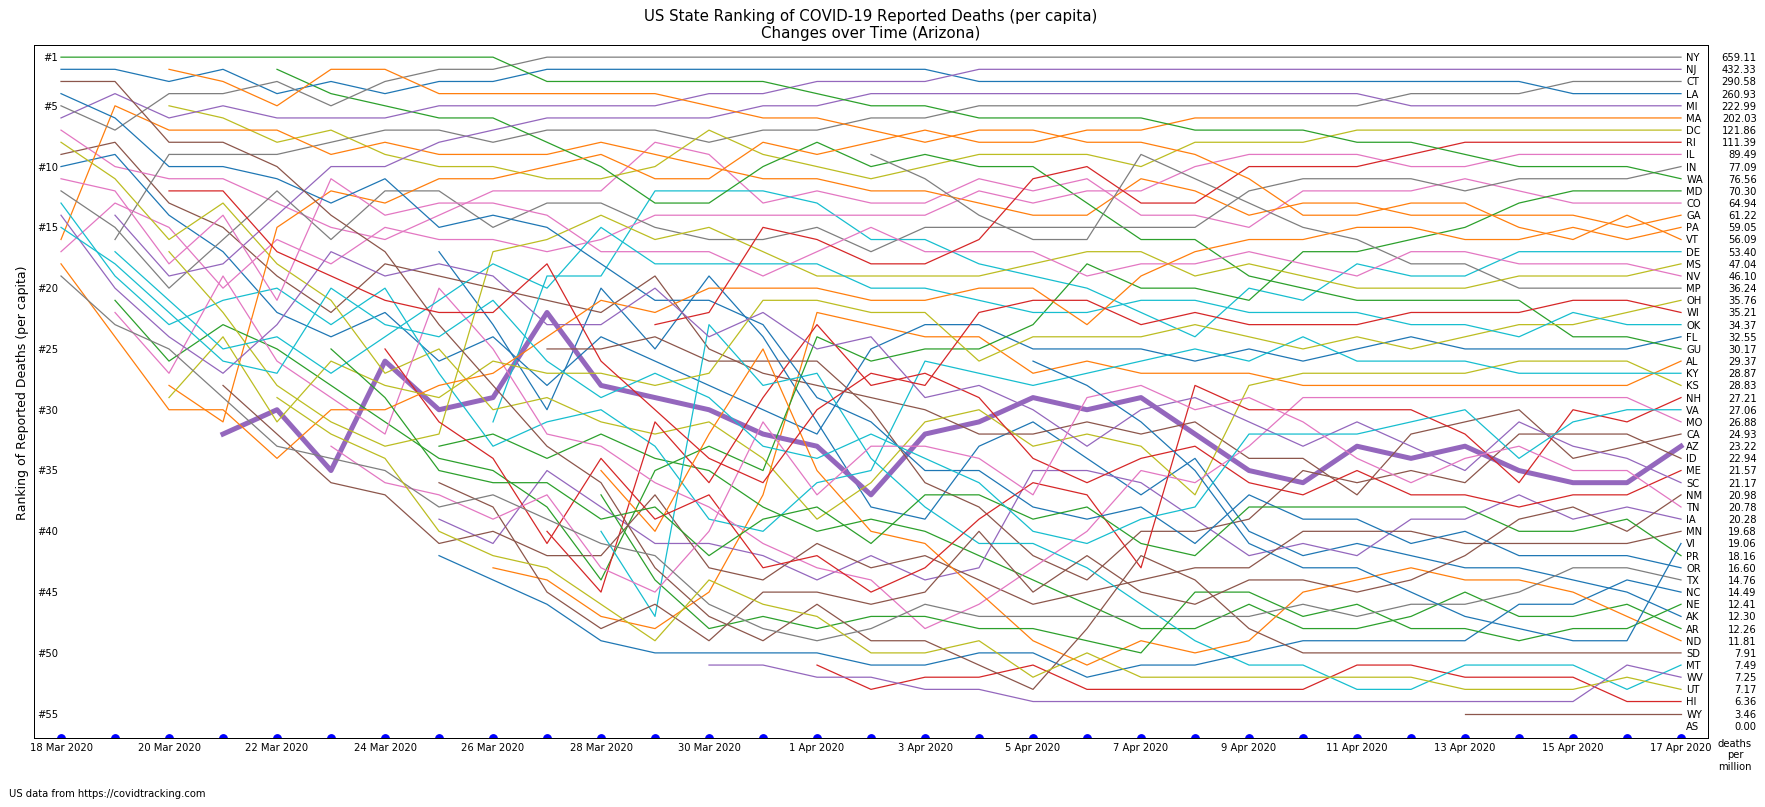 US State Ranking of COVID-19 Reported Deaths (per capita)
Changes over Time (Arizona)
Ranking of Reported Deaths (per capita)
#1
#5
#10
#15
#20
#25
#30
#35
#40
#45
#50
#55
NY 659.11
NJ 432.33
CT 290.58
LA 260.93
MI 222.99
MA 202.03
DC 121.86
RI 111.39
IL 89.49
IN 77.09
WA 76.56
MD 70.30
CO 64.94
GA 61.22
PA 59.05
VT 56.09
DE 53.40
MS 47.04
NV 46.10
MP 36.24
OH 35.76
WI 35.21
OK 34.37
FL 32.55
GU 30.17
AL 29.37
KY 28.87
KS 28.83
NH 27.21
VA 27.06
MO 26.88
CA 24.93
AZ 23.22
ID 22.94
ME 21.57
SC 21.17
NM 20.98
TN 20.78
IA 20.28
MN 19.68
VI 19.06
PR 18.16
OR 16.60
TX 14.76
NC 14.49
NE 12.41
AK 12.30
AR 12.26
ND 11.81
SD 7.91
MT 7.49
WV 7.25
UT 7.17
HI 6.36
WY 3.46
AS 0.00
18 Mar 2020 20 Mar 2020 22 Mar 2020 24 Mar 2020 26 Mar 2020 28 Mar 2020 30 Mar 2020 1 Apr 2020 3 Apr 2020 5 Apr 2020 7 Apr 2020 9 Apr 2020 11 Apr 2020 13 Apr 2020 15 Apr 2020 17 Apr 2020
deaths
per
million
US data from https://covidtracking.com